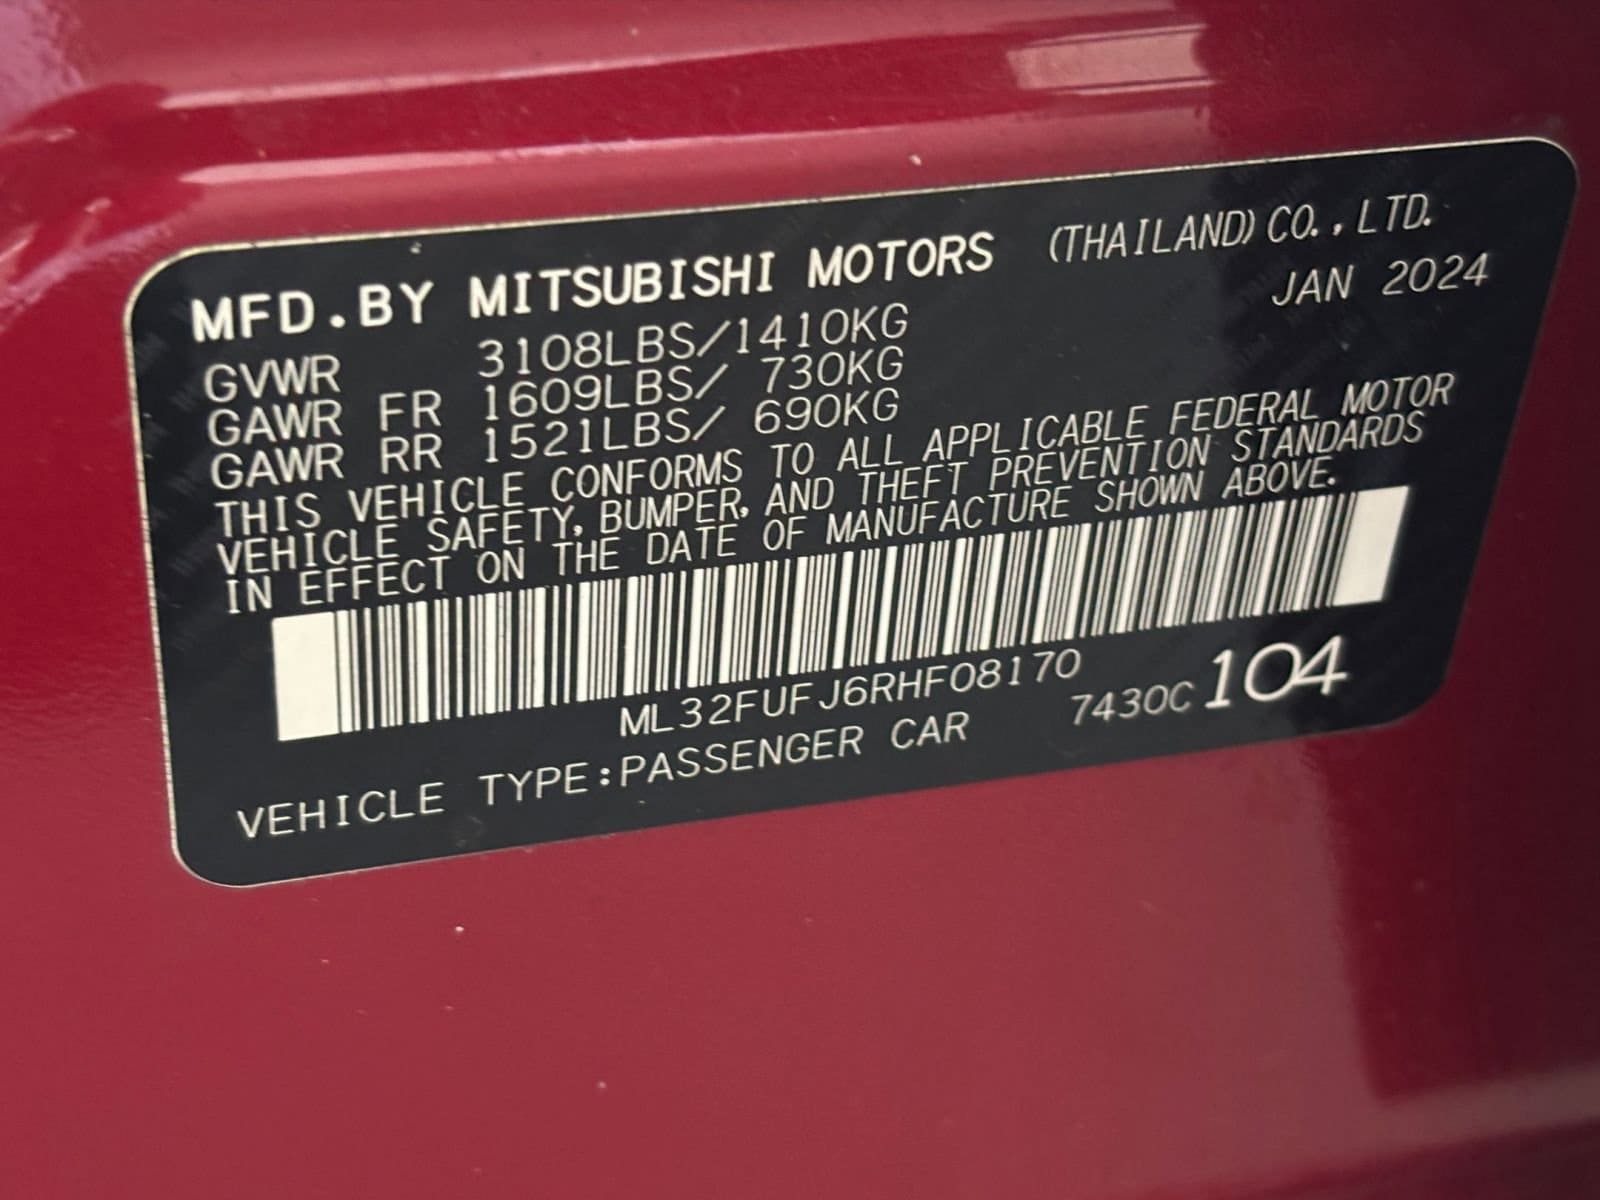 MFD.BY MITSUBISHI MOTORS (THAILAND) CO., LTD.
JAN 2024
GVWR 3108LBS/1410KG
GAWR FR 1609LBS/ 730KG
GAWR RR 1521LBS/ 690KG
THIS VEHICLE CONFORMS TO ALL APPLICABLE FEDERAL MOTOR
VEHICLE SAFETY, BUMPER, AND THEFT PREVENTION STANDARDS
IN EFFECT ON THE DATE OF MANUFACTURE SHOWN ABOVE.
ML32FUFJ6RHF08170
7430C 104
VEHICLE TYPE:PASSENGER CAR